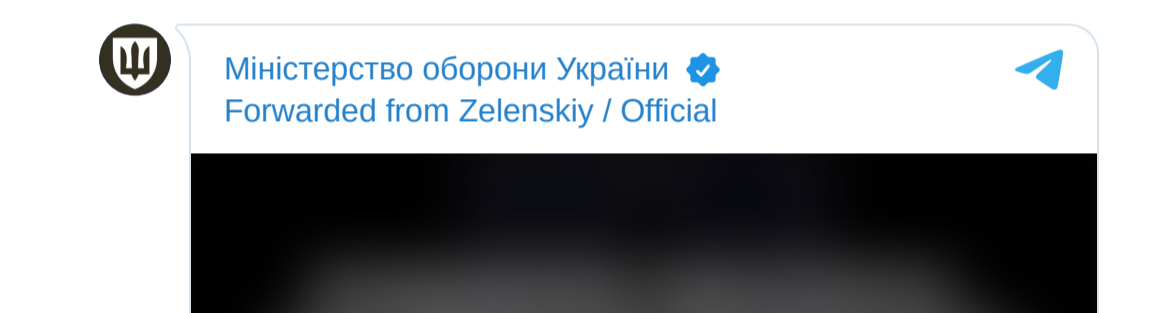 Міністерство оборони України
Forwarded from Zelenskiy / Official